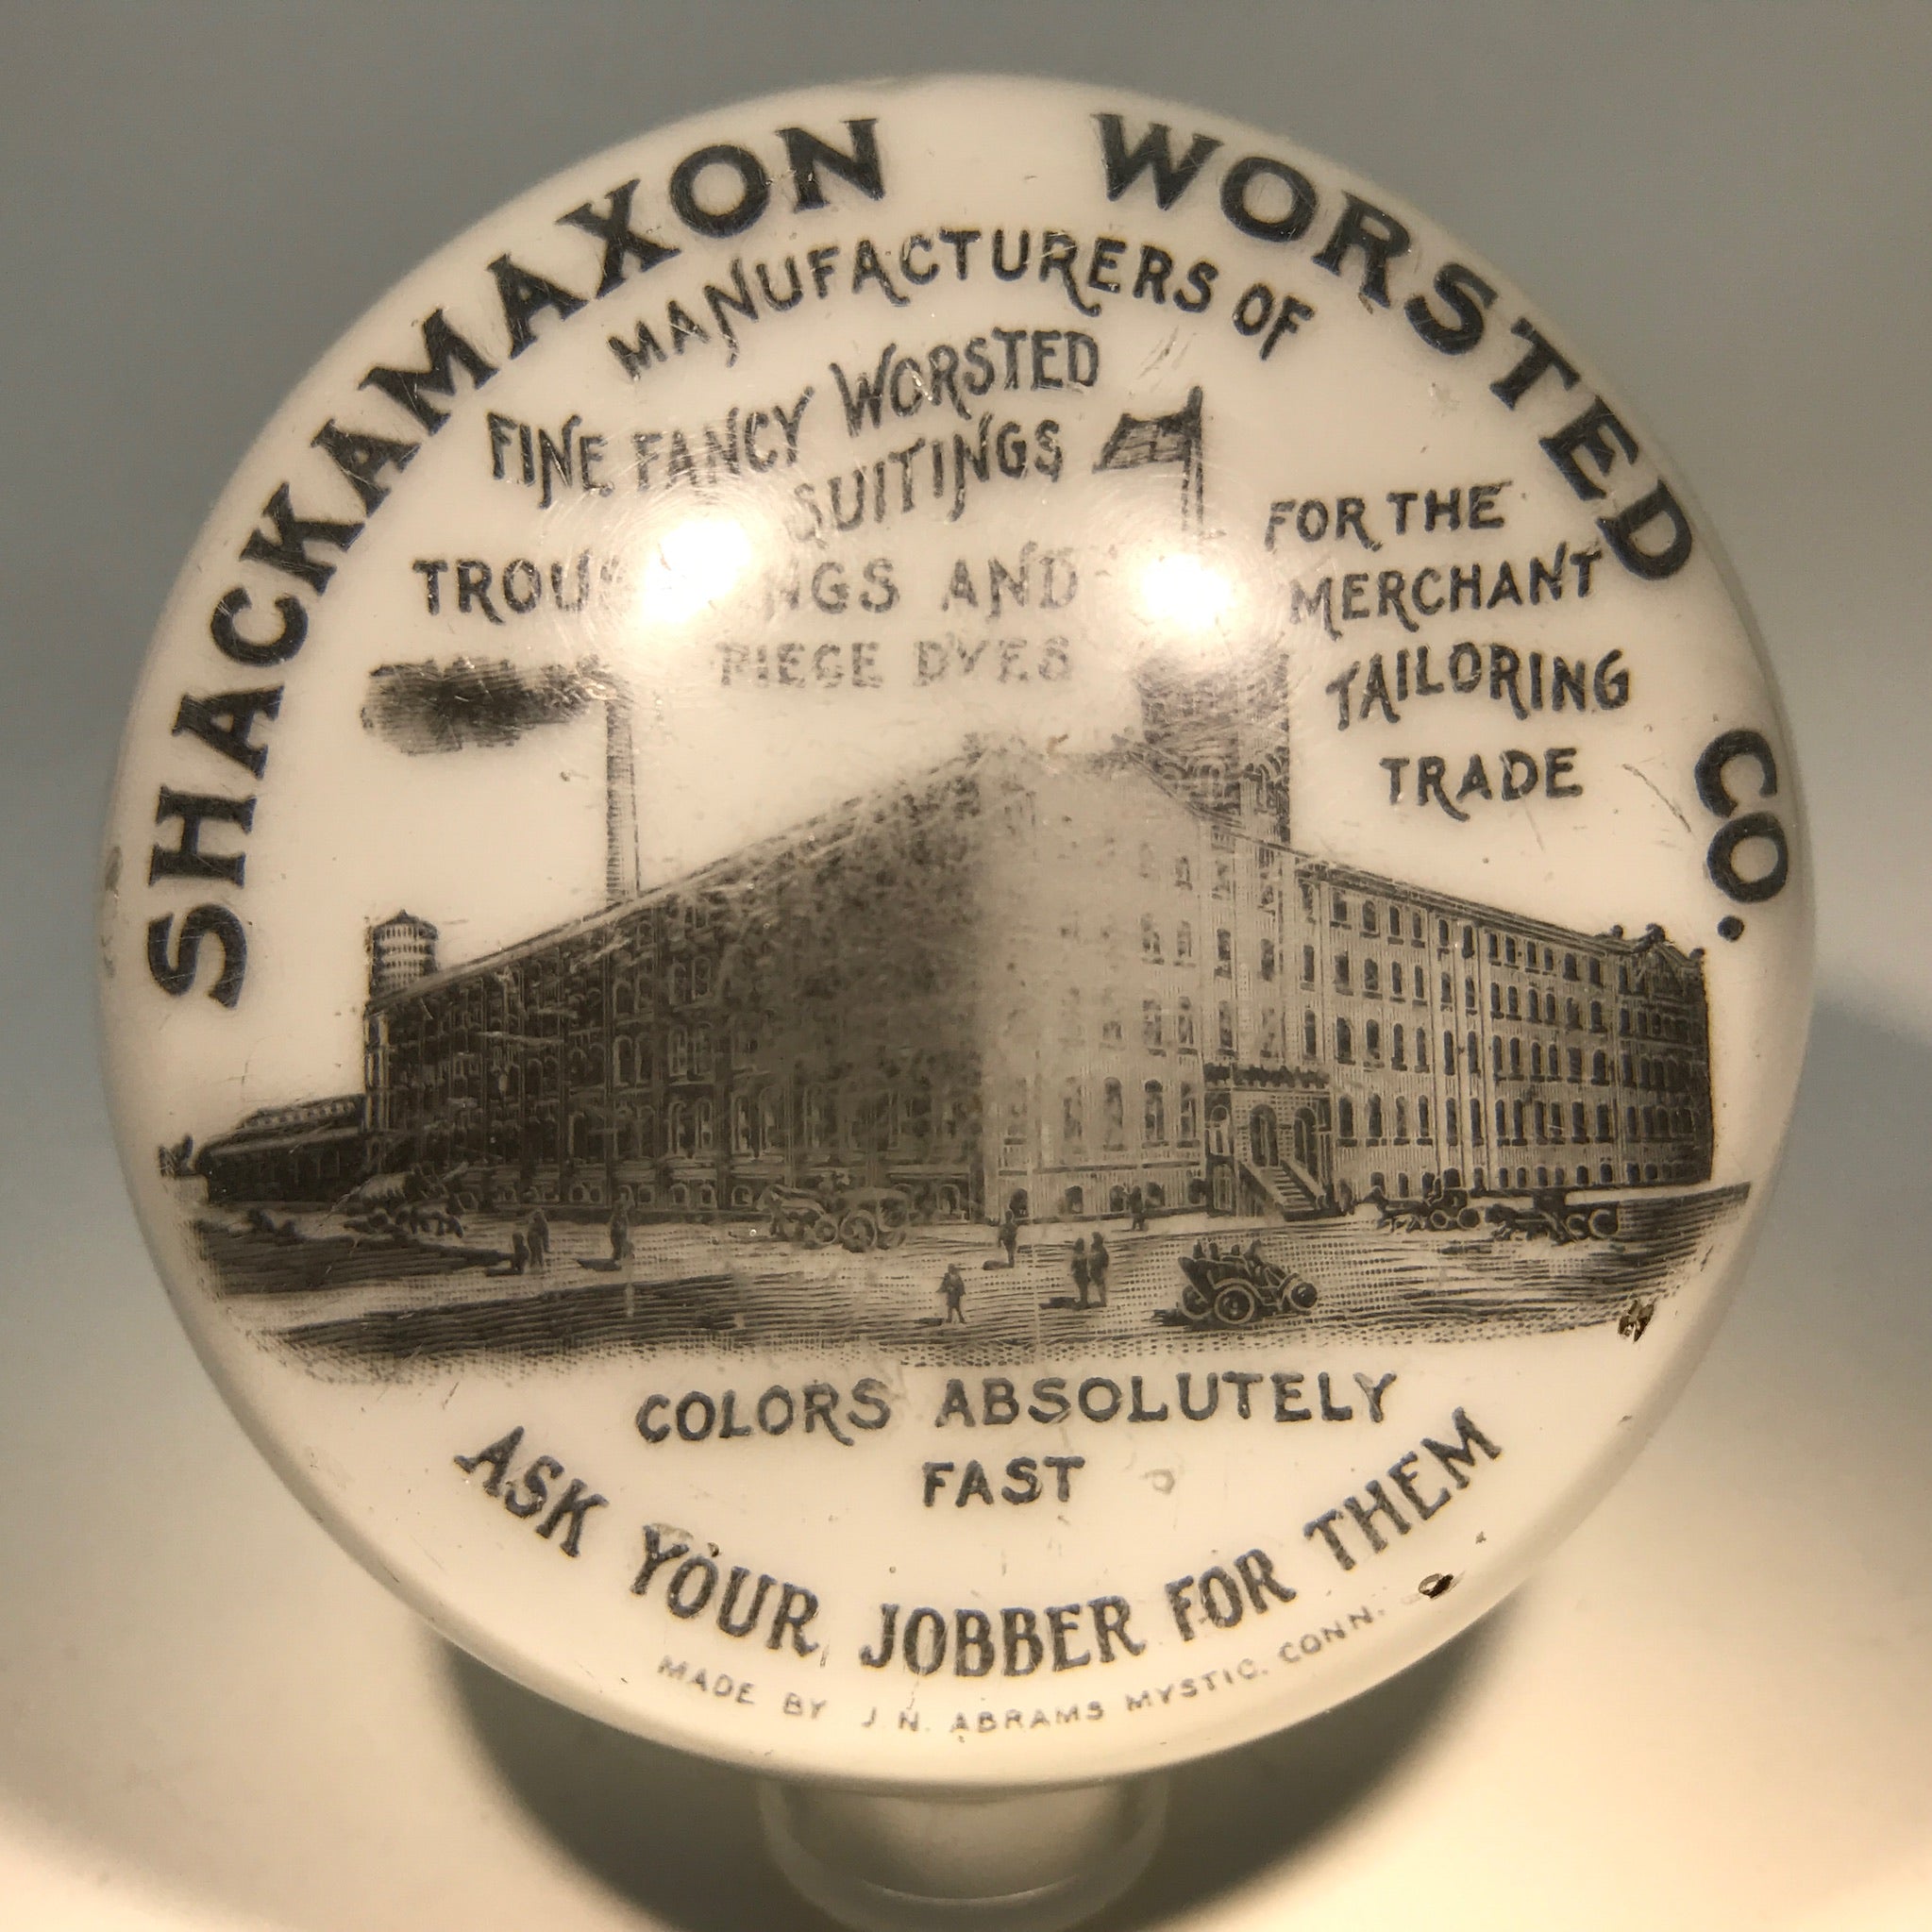 SHACKAMAXON WORSTED CO.
MANUFACTURERS OF
FINE FANCY WORSTED
SUITINGS
AND
PIECE DYES
FOR THE
MERCHANT
TAILORING
TRADE
COLORS ABSOLUTELY
FAST
ASK YOUR JOBBER FOR THEM
MADE BY J. N. ABRAMS MYSTIC. CONN.